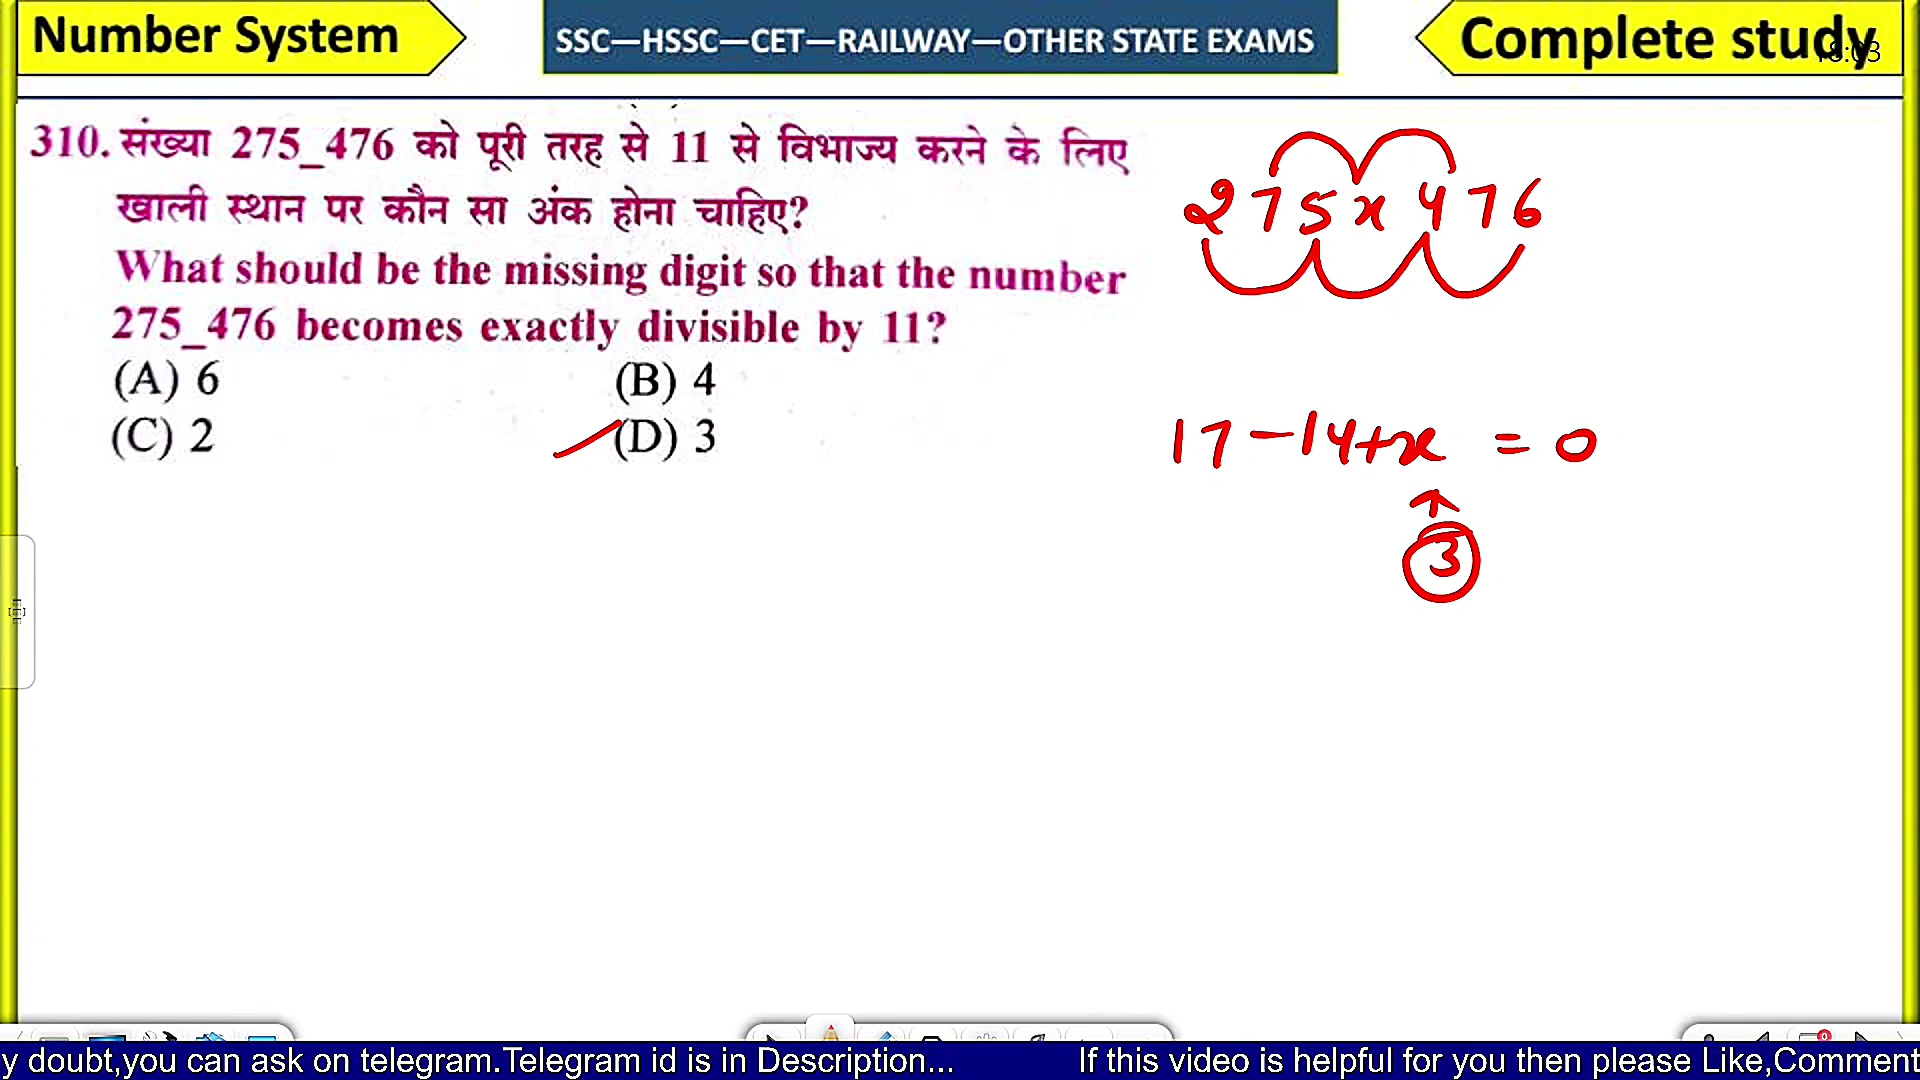 Number System
SSC—HSSC—CET—RAILWAY—OTHER STATE EXAMS
Complete study
310. संख्या 275_476 को पूरी तरह से 11 से विभाज्य करने के लिए
खाली स्थान पर कौन सा अंक होना चाहिए?
What should be the missing digit so that the number
275_476 becomes exactly divisible by 11?
(A) 6
(B) 4
(C) 2
(D) 3
275x476
17-14+x = 0
3
y doubt,you can ask on telegram.Telegram id is in Description...
If this video is helpful for you then please Like,Comment